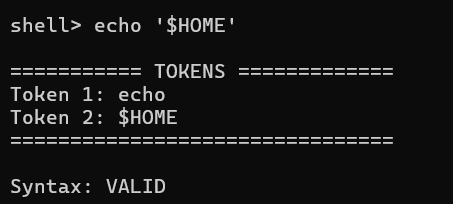 shell> echo '$HOME'
=========== TOKENS =============
Token 1: echo
Token 2: $HOME
================================
Syntax: VALID